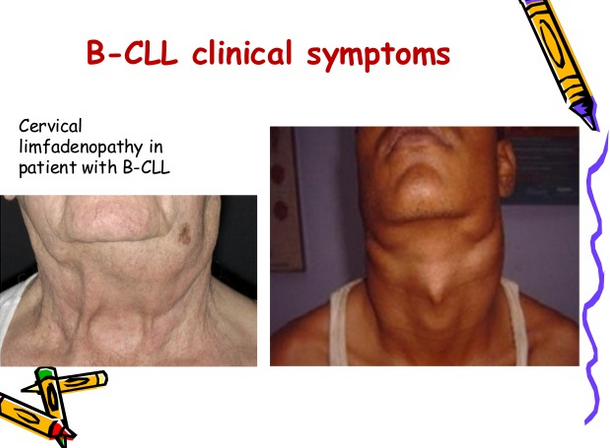 B-CLL clinical symptoms
Cervical
limfadenopathy in
patient with B-CLL